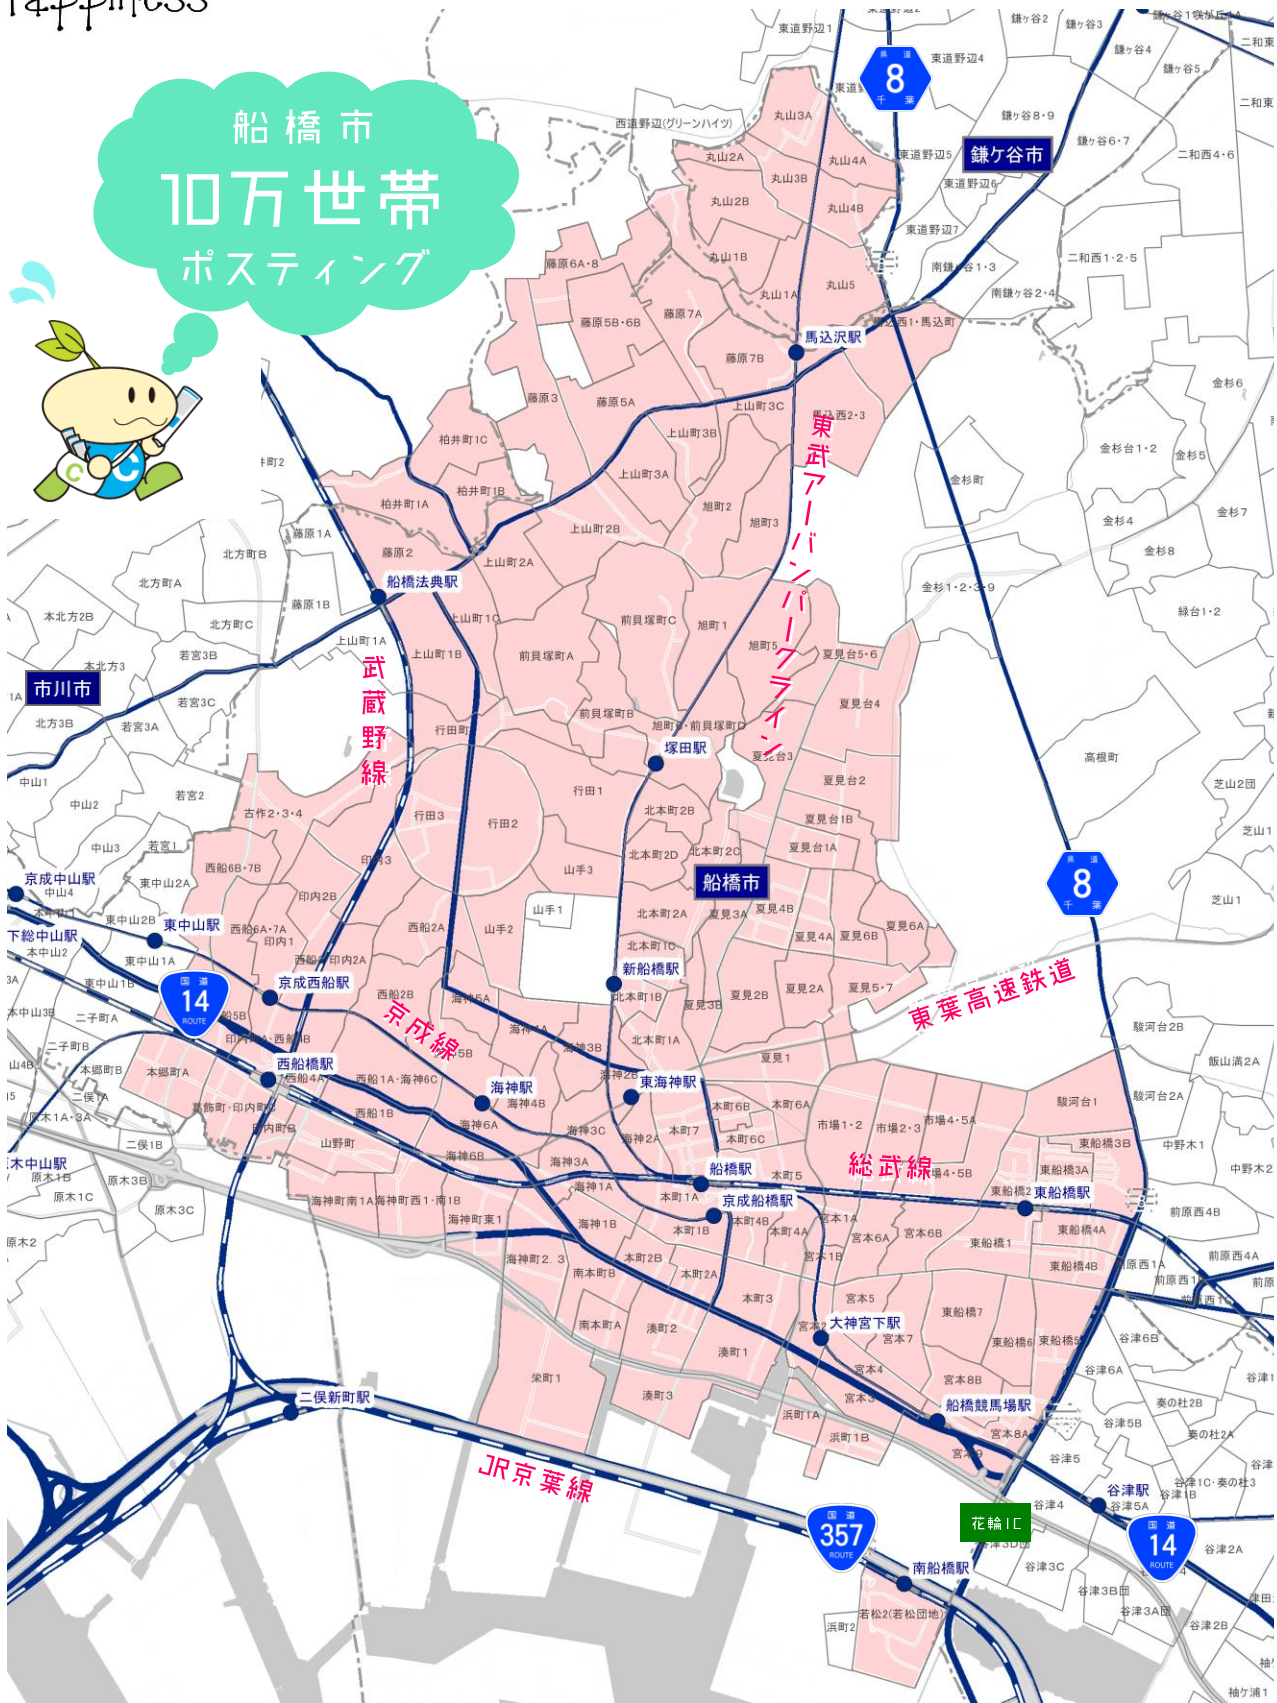 船橋市
10万世帯
ポスティング
東道野辺1
鎌ヶ谷2
鎌ヶ谷3
鎌ヶ谷4
鎌ヶ谷5
県道
8
千葉
東道野辺4
西道野辺(グリーンハイツ)
丸山3A
鎌ヶ谷8・9
鎌ヶ谷市
鎌ヶ谷6・7
二和西4・6
丸山2A
丸山4A
東道野辺5
丸山3B
東道野辺6
丸山2B
丸山4B
東道野辺7
丸山1B
南鎌ヶ谷1・3
二和西1・2・5
藤原6A・8
丸山1A
丸山5
南鎌ヶ谷2・4
藤原5B・6B
藤原7A
馬込沢駅
藤原7B
金杉6
藤原3
藤原5A
上山町3C
馬込西2・3
柏井町1C
上山町3B
金杉台1・2
金杉5
上山町3A
金杉町
柏井町1A
柏井町1B
旭町2
旭町3
金杉4
金杉7
上山町2B
藤原1A
藤原2
上山町2A
金杉8
北方町B
北方町A
船橋法典駅
金杉1・2・3・9
緑台1・2
藤原1B
本北方2B
北方町C
上山町1C
前貝塚町C
旭町1
上山町1A
上山町1B
前貝塚町A
旭町5
夏見台5・6
若宮3B
本北方3
市川市
若宮3C
夏見台4
東武アーバンパークライン
武蔵野線
北方3B
若宮3A
前貝塚町B
行田町
塚田駅
夏見台3
高根町
中山1
若宮2
夏見台2
芝山2団
中山2
古作2・3・4
行田1
行田3
行田2
北本町2B
夏見台1B
中山3
若宮1
夏見台1A
北本町2D
北本町2C
西船6B・7B
山手3
船橋市
県道
8
千葉
京成中山駅
中山4
東中山2A
印内2B
芝山1
東中山2B
東中山駅
西船6A・7A
印内1
西船2A
山手2
山手1
北本町2A
夏見3A
夏見4B
夏見6A
下総中山駅
本中山2
夏見4A
夏見6B
東中山1A
北本町1C
国道
14
ROUTE
京成西船駅
新船橋駅
東中山1B
西船2B
北本町1B
夏見3B
夏見2B
夏見2A
夏見5・7
東葉高速鉄道
本中山3B
二子町A
京成線
北本町1A
駿河台2B
二子町B
海神3B
夏見1
飯山満2A
本郷町B
本郷町A
西船橋駅
西船4A
西船1A・海神6C
海神駅
海神4B
海神2B
東海神駅
駿河台1
駿河台2A
二俣1A
西船1B
海神6A
本町6B
本町6A
市場1・2
市場2・3
市場4・5A
原木1A・3A
二俣1B
山野町
海神3C
海神2A
本町7
本町6C
東船橋3B
中野木1
海神6B
海神3A
船橋駅
本町5
総武線
東船橋3A
中野木2
原木1B
原木3B
原木1C
海神町南1A
海神町西1・南1B
海神1A
本町1A
京成船橋駅
東船橋2
東船橋駅
原木3C
海神町東1
海神1B
本町1B
本町4B
本町4A
宮本1A
宮本6A
宮本6B
東船橋4A
前原西4B
原木2
海神町2.3
本町2B
宮本1B
東船橋1
前原西4A
南本町B
本町2A
東船橋4B
本町3
宮本5
東船橋7
南本町A
湊町2
大神宮下駅
谷津6B
湊町1
宮本7
東船橋6
東船橋5
宮本4
谷津6A
栄町1
湊町3
宮本8B
二俣新町駅
浜町1A
船橋競馬場駅
奏の杜2B
浜町1B
宮本8A
谷津5B
奏の杜2A
谷津5
JR京葉線
谷津駅
谷津1C・奏の杜3
谷津1B
国道
357
ROUTE
花輪IC
谷津4
谷津5A
国道
14
ROUTE
谷津2A
南船橋駅
谷津3C
谷津3B団
若松2(若松団地)
谷津3A団
浜町2
谷津2B
袖ケ浦1